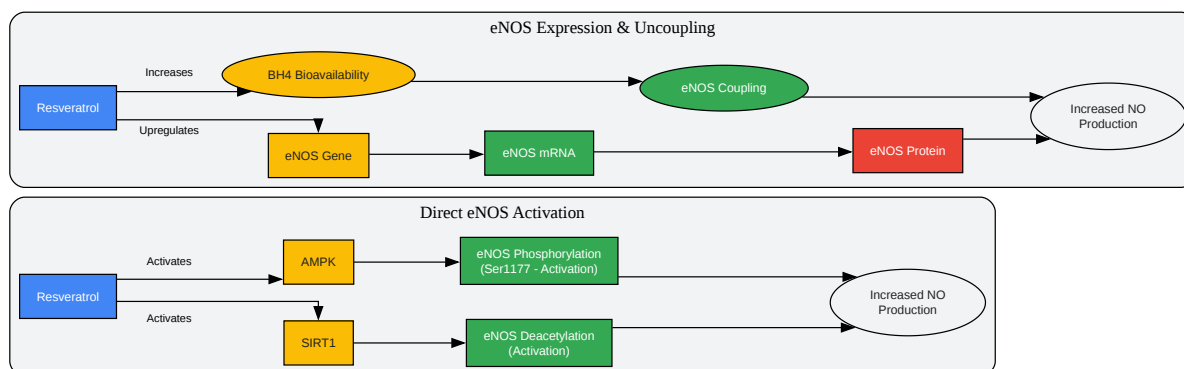 eNOS Expression & Uncoupling
Increases
BH4 Bioavailability
eNOS Coupling
Resveratrol
Increased NO
Production
Upregulates
eNOS Gene
eNOS mRNA
eNOS Protein
Direct eNOS Activation
Activates
AMPK
eNOS Phosphorylation
(Ser1177 - Activation)
Resveratrol
Increased NO
Production
Activates
SIRT1
eNOS Deacetylation
(Activation)